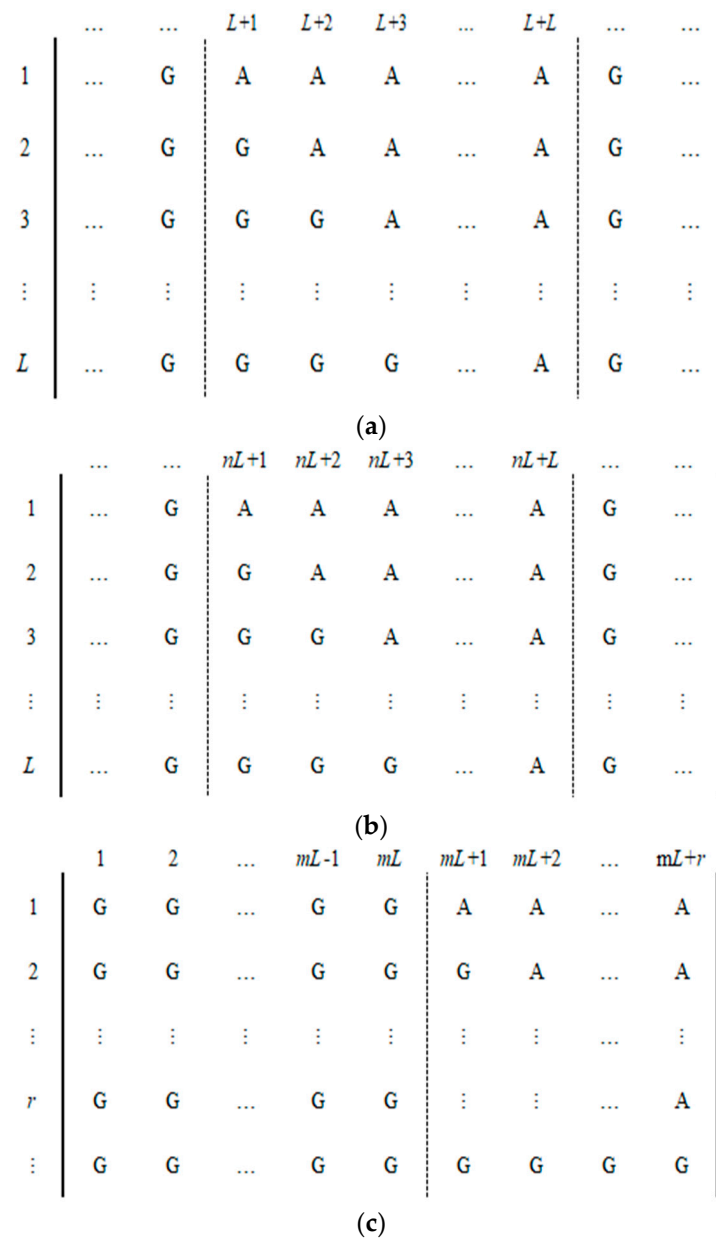 … … L+1 L+2 L+3 … L+L … …
1 … G A A A … A G …
2 … G G A A … A G …
3 … G G G A … A G …
⋮ ⋮ ⋮ ⋮ ⋮ ⋮ ⋮ ⋮ ⋮ ⋮
L … G G G G … A G …
(a)
… … nL+1 nL+2 nL+3 … nL+L … …
1 … G A A A … A G …
2 … G G A A … A G …
3 … G G G A … A G …
⋮ ⋮ ⋮ ⋮ ⋮ ⋮ ⋮ ⋮ ⋮ ⋮
L … G G G G … A G …
(b)
1 2 … mL-1 mL mL+1 mL+2 … mL+r
1 G G … G G A A … A
2 G G … G G G A … A
⋮ ⋮ ⋮ ⋮ ⋮ ⋮ ⋮ ⋮ … ⋮
r G G … G G ⋮ ⋮ … A
⋮ G G … G G G G G G
(c)